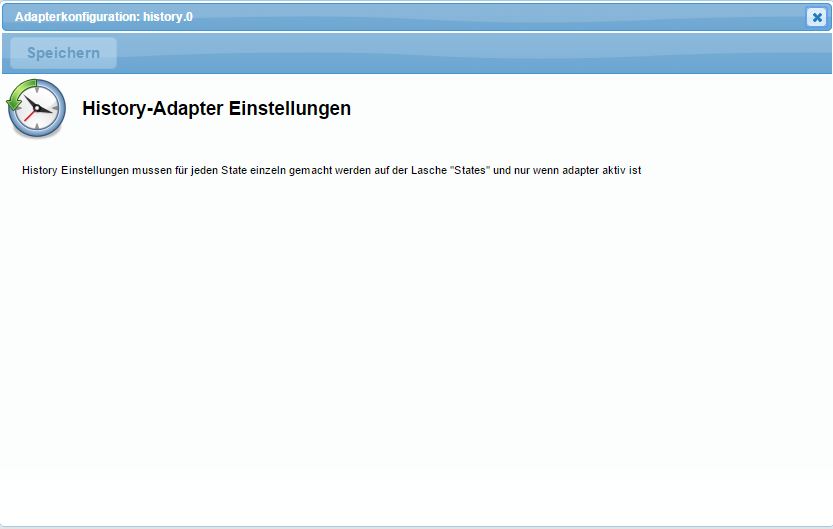 Adapterkonfiguration: history.0
Speichern
History-Adapter Einstellungen
History Einstellungen mussen für jeden State einzeln gemacht werden auf der Lasche "States" und nur wenn adapter aktiv ist